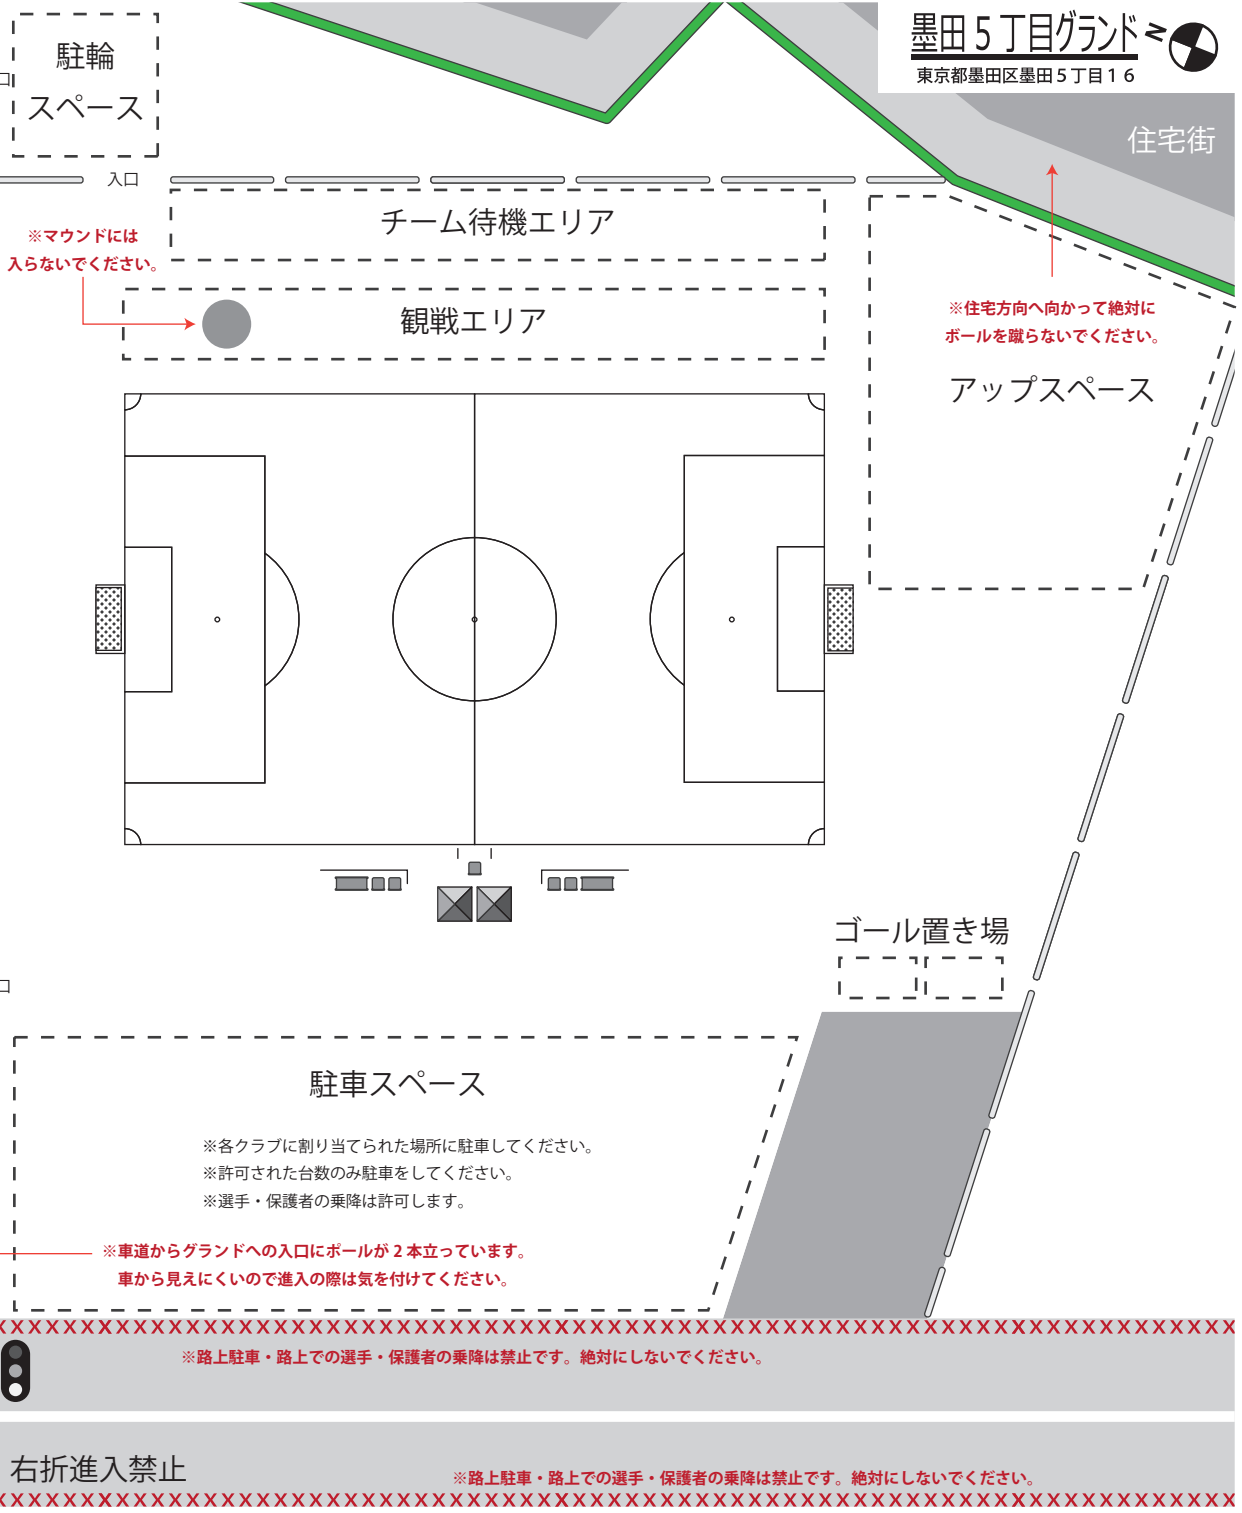 墨田５丁目グランド
N
東京都墨田区墨田５丁目１６
駐輪
スペース
口
住宅街
入口
チーム待機エリア
※マウンドには
入らないでください。
観戦エリア
※住宅方向へ向かって絶対に
ボールを蹴らないでください。
アップスペース
ゴール置き場
口
駐車スペース
※各クラブに割り当てられた場所に駐車してください。
※許可された台数のみ駐車をしてください。
※選手・保護者の乗降は許可します。
※車道からグランドへの入口にポールが２本立っています。
車から見えにくいので進入の際は気を付けてください。
※路上駐車・路上での選手・保護者の乗降は禁止です。絶対にしないでください。
右折進入禁止
※路上駐車・路上での選手・保護者の乗降は禁止です。絶対にしないでください。